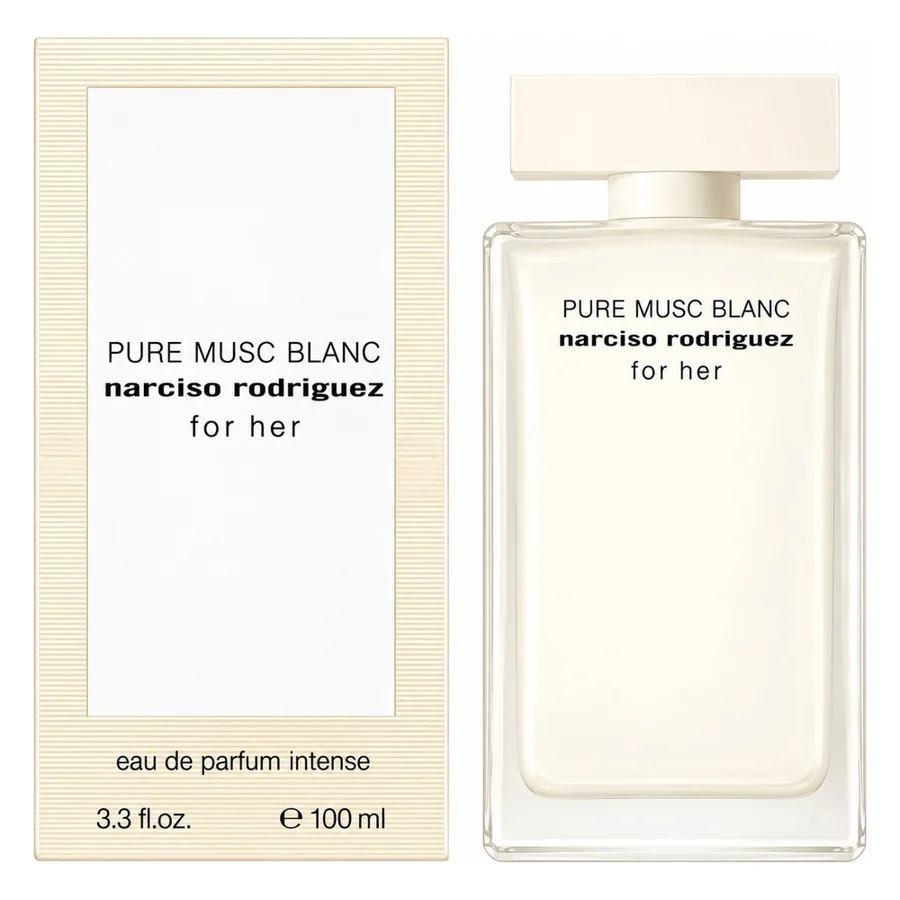 PURE MUSC BLANC
narciso rodriguez
for her
eau de parfum intense
3.3 fl.oz. ℮ 100 ml
PURE MUSC BLANC
narciso rodriguez
for her